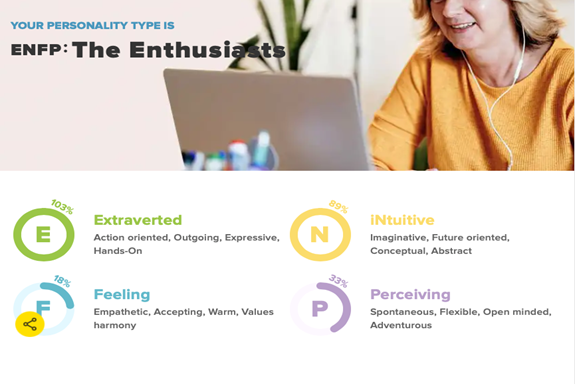 YOUR PERSONALITY TYPE IS
ENFP: The Enthusiasts
103%
E
Extraverted
Action oriented, Outgoing, Expressive,
Hands-On
89%
N
iNtuitive
Imaginative, Future oriented,
Conceptual, Abstract
18%
F
Feeling
Empathetic, Accepting, Warm, Values
harmony
33%
P
Perceiving
Spontaneous, Flexible, Open minded,
Adventurous